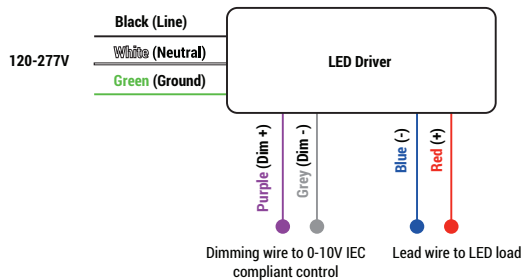 Black (Line)
White (Neutral)
120-277V
LED Driver
Green (Ground)
Purple (Dim +)
Grey (Dim -)
Blue (-)
Red (+)
Dimming wire to 0-10V IEC
compliant control
Lead wire to LED load